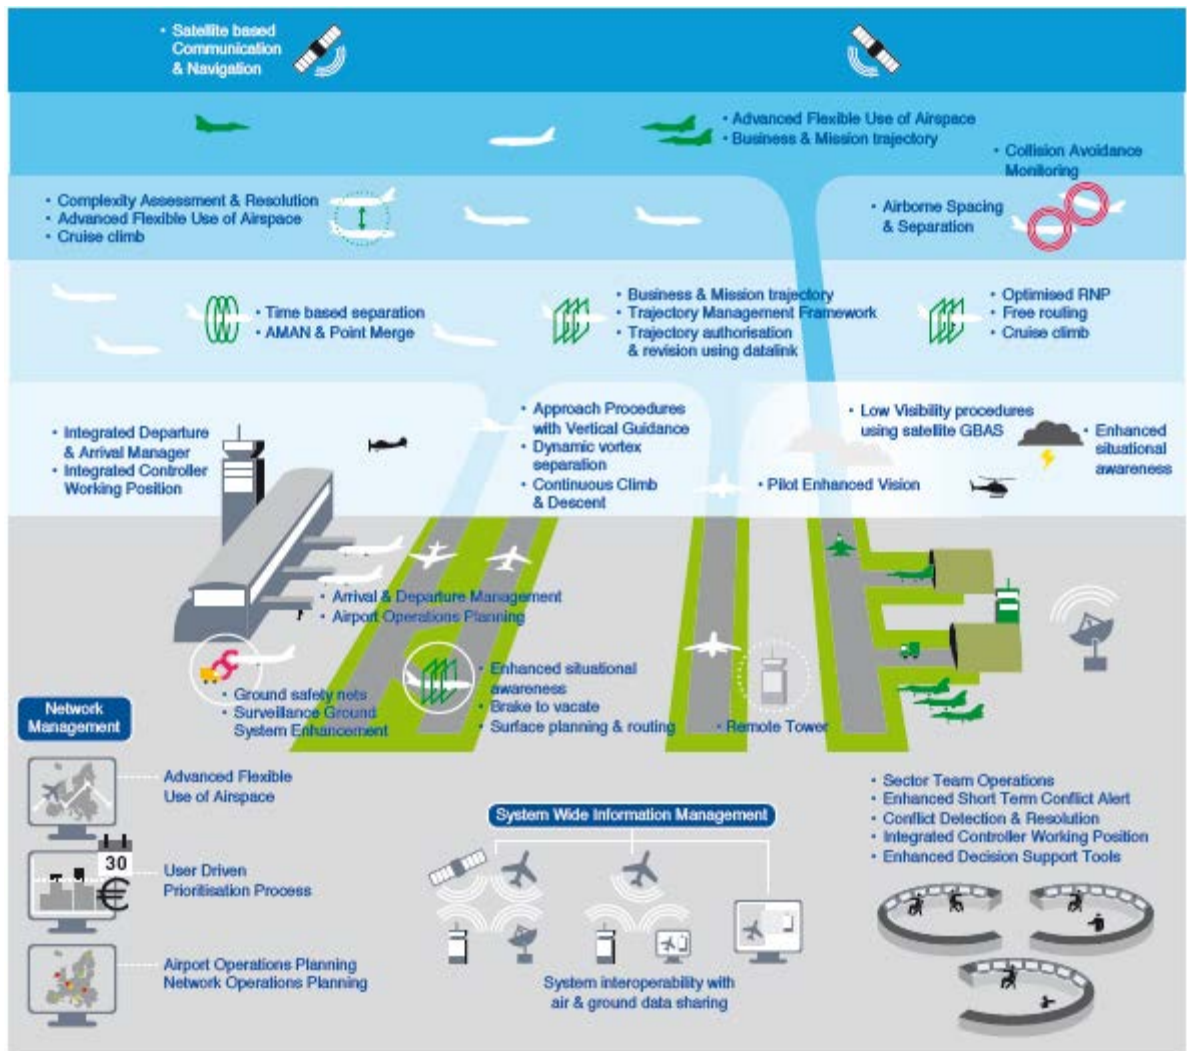 • Satellite based
Communication
& Navigation
• Advanced Flexible Use of Airspace
• Business & Mission trajectory
• Collision Avoidance
Monitoring
• Complexity Assessment & Resolution
• Advanced Flexible Use of Airspace
• Cruise climb
• Airborne Spacing
& Separation
• Time based separation
• AMAN & Point Merge
• Business & Mission trajectory
• Trajectory Management Framework
• Trajectory authorisation
& revision using datalink
• Optimised RNP
• Free routing
• Cruise climb
• Integrated Departure
& Arrival Manager
• Integrated Controller
Working Position
• Approach Procedures
with Vertical Guidance
• Dynamic vortex
separation
• Continuous Climb
& Descent
• Low Visibility procedures
using satellite GBAS
• Enhanced
situational
awareness
• Pilot Enhanced Vision
• Arrival & Departure Management
• Airport Operations Planning
• Ground safety nets
• Surveillance Ground
System Enhancement
• Enhanced situational
awareness
• Brake to vacate
• Surface planning & routing
• Remote Tower
Network
Management
Advanced Flexible
Use of Airspace
30
€
User Driven
Prioritisation Process
Airport Operations Planning
Network Operations Planning
System Wide Information Management
System interoperability with
air & ground data sharing
• Sector Team Operations
• Enhanced Short Term Conflict Alert
• Conflict Detection & Resolution
• Integrated Controller Working Position
• Enhanced Decision Support Tools